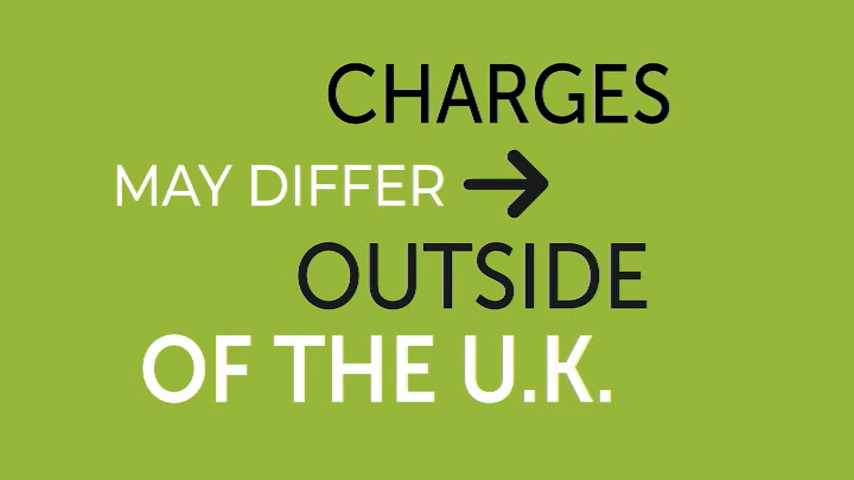 CHARGES
MAY DIFFER →
OUTSIDE
OF THE U.K.